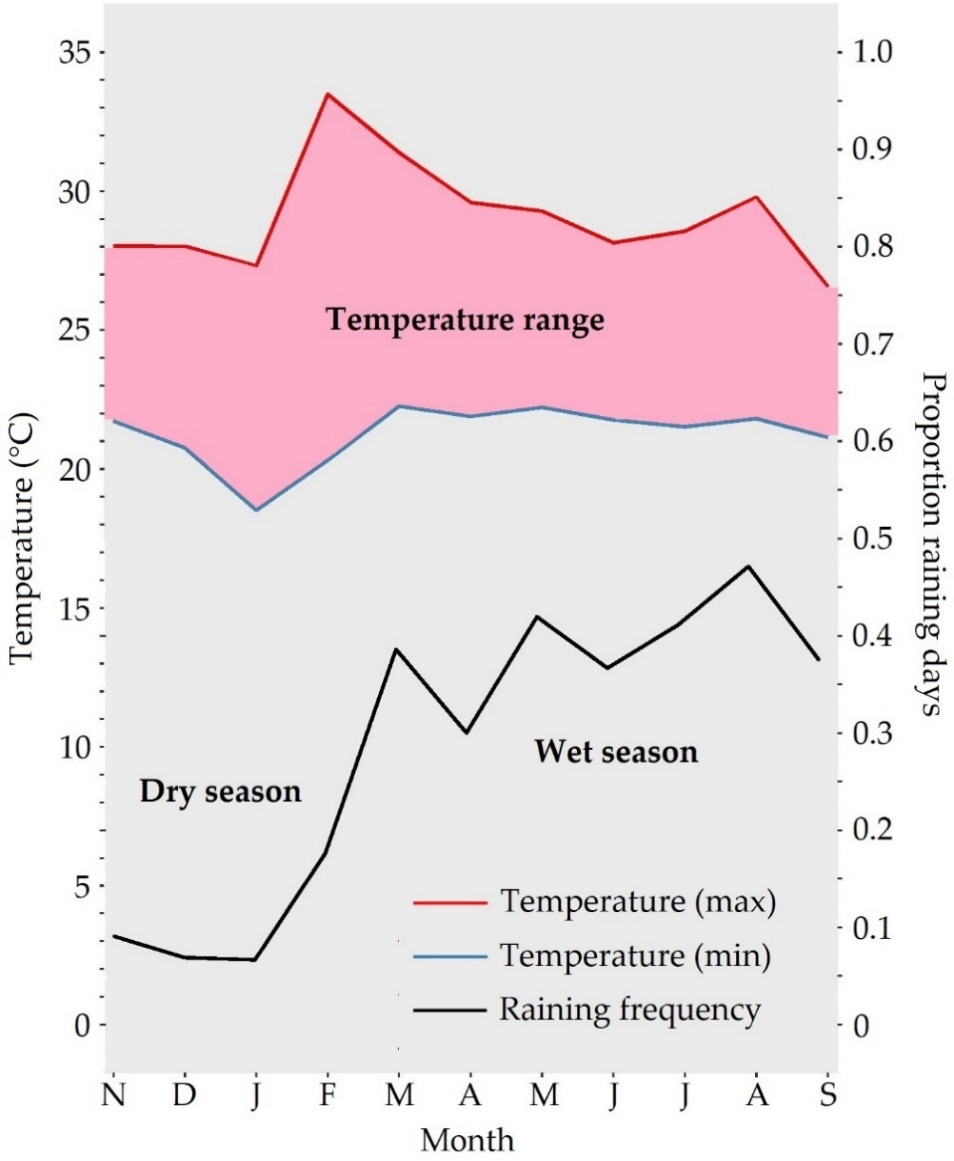 35
30
25
20
15
10
5
0
Temperature (°C)
1.0
0.9
0.8
0.7
0.6
0.5
0.4
0.3
0.2
0.1
0
Proportion raining days
Temperature range
Wet season
Dry season
Temperature (max)
Temperature (min)
Raining frequency
N D J F M A M J J A S
Month